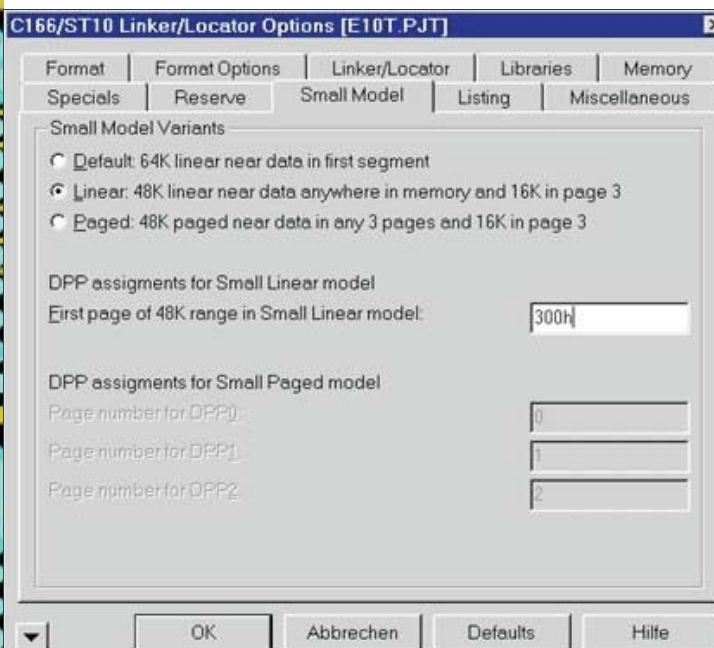 C166/ST10 Linker/Locator Options [E10T.PJT]
Format Format Options Linker/Locator Libraries Memory
Specials Reserve Small Model Listing Miscellaneous
Small Model Variants
Default: 64K linear near data in first segment
Linear: 48K linear near data anywhere in memory and 16K in page 3
Paged: 48K paged near data in any 3 pages and 16K in page 3
DPP assigments for Small Linear model
First page of 48K range in Small Linear model: 300h
DPP assigments for Small Paged model
Page number for DPP0: 0
Page number for DPP1: 1
Page number for DPP2: 2
OK Abbrechen Defaults Hilfe